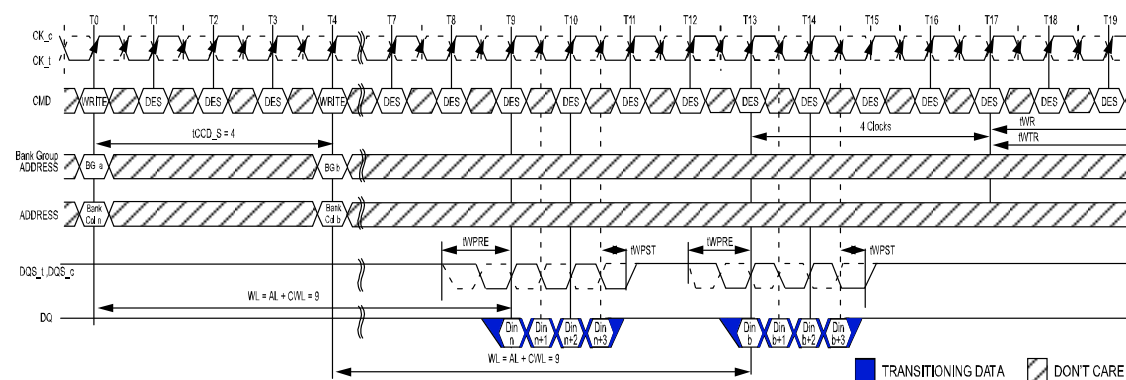 T0 T1 T2 T3 T4 T7 T8 T9 T10 T11 T12 T13 T14 T15 T16 T17 T18 T19
CK_c
CK_t
CMD WRITE DES DES DES WRITE DES DES DES DES DES DES DES DES DES DES DES DES DES
tCCD_S = 4
4 Clocks
tWR
tWTR
Bank Group
ADDRESS
BG a
BG b
ADDRESS
Bank
Col n
Bank
Col b
tWPRE
tWPST
tWPRE
tWPST
DQS_t ,DQS_c
WL = AL + CWL = 9
DQ
Din
n
Din
n+1
Din
n+2
Din
n+3
Din
b
Din
b+1
Din
b+2
Din
b+3
WL = AL + CWL = 9
TRANSITIONING DATA
DON'T CARE